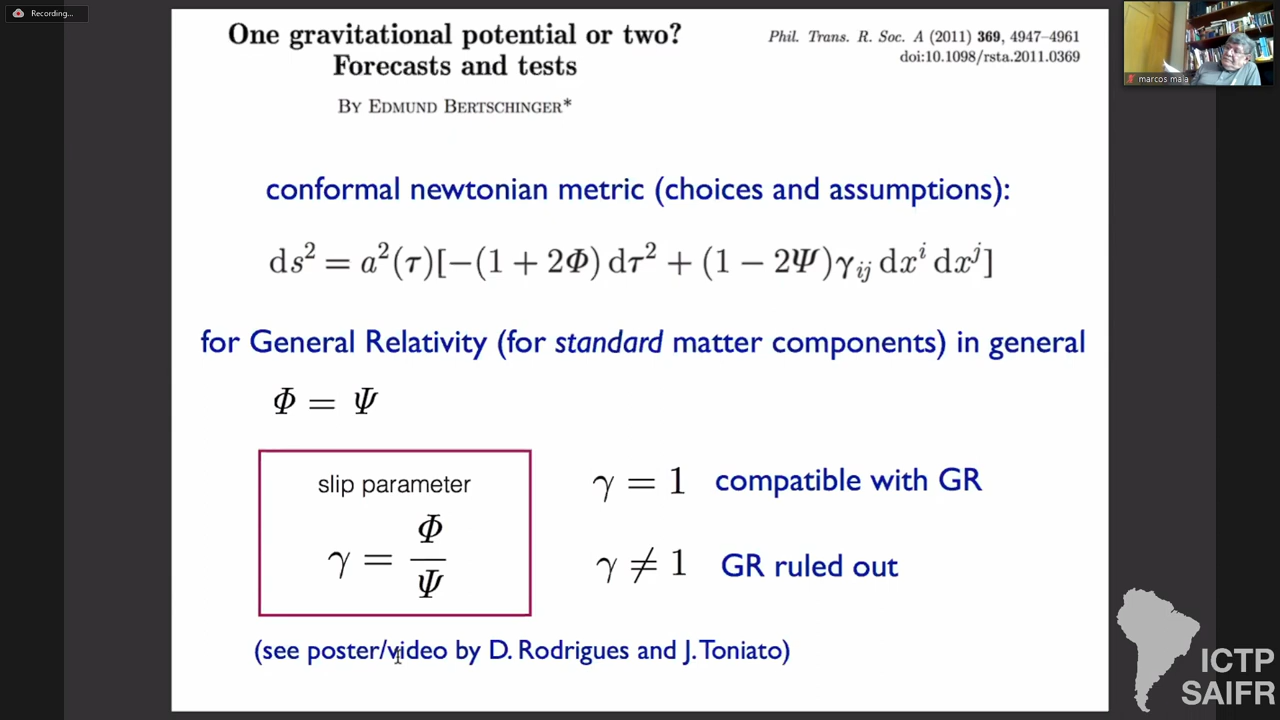 Recording...
One gravitational potential or two?
Forecasts and tests
BY EDMUND BERTSCHINGER*
Phil. Trans. R. Soc. A (2011) 369, 4947–4961
doi:10.1098/rsta.2011.0369
marcos maia
conformal newtonian metric (choices and assumptions):
ds² = a²(τ)[−(1 + 2Φ) dτ² + (1 − 2Ψ)γᵢⱼ dxⁱ dxʲ]
for General Relativity (for standard matter components) in general
Φ = Ψ
slip parameter
γ = Φ/Ψ
γ = 1 compatible with GR
γ ≠ 1 GR ruled out
(see poster/video by D. Rodrigues and J. Toniato)
ICTP
SAIFR